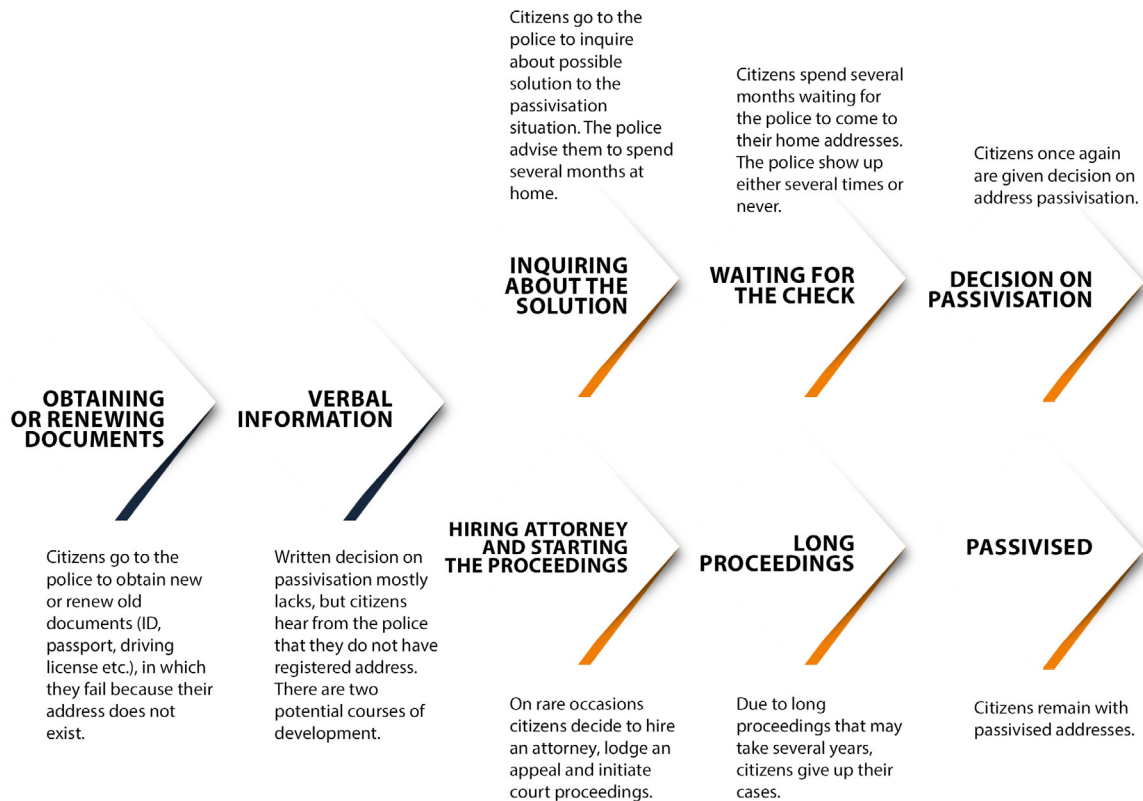 OBTAINING
OR RENEWING
DOCUMENTS
Citizens go to the
police to obtain new
or renew old
documents (ID,
passport, driving
license etc.), in which
they fail because their
address does not
exist.
VERBAL
INFORMATION
Written decision on
passivisation mostly
lacks, but citizens
hear from the police
that they do not have
registered address.
There are two
potential courses of
development.
Citizens go to the
police to inquire
about possible
solution to the
passivisation
situation. The police
advise them to spend
several months at
home.
INQUIRING
ABOUT THE
SOLUTION
Citizens spend several
months waiting for
the police to come to
their home addresses.
The police show up
either several times or
never.
WAITING FOR
THE CHECK
Citizens once again
are given decision on
address passivisation.
DECISION ON
PASSIVISATION
HIRING ATTORNEY
AND STARTING
THE PROCEEDINGS
On rare occasions
citizens decide to hire
an attorney, lodge an
appeal and initiate
court proceedings.
LONG
PROCEEDINGS
Due to long
proceedings that may
take several years,
citizens give up their
cases.
PASSIVISED
Citizens remain with
passivised addresses.